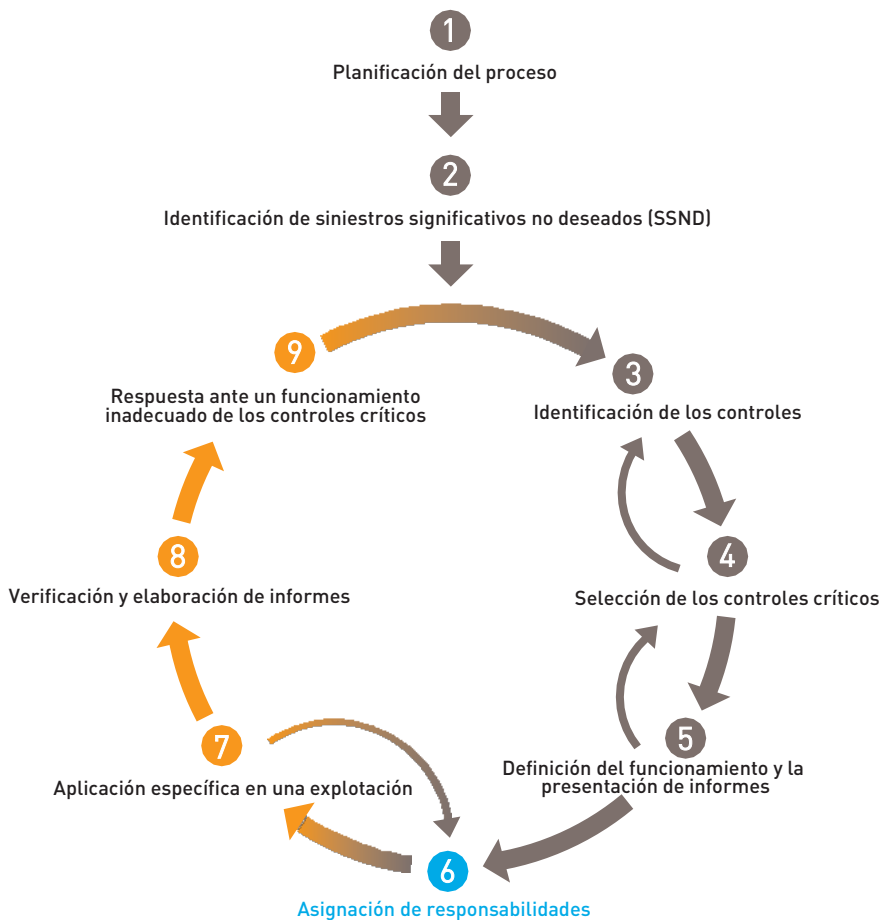 1
Planificación del proceso
2
Identificación de siniestros significativos no deseados (SSND)
9
Respuesta ante un funcionamiento
inadecuado de los controles críticos
3
Identificación de los controles
8
Verificación y elaboración de informes
4
Selección de los controles críticos
7
Aplicación específica en una explotación
5
Definición del funcionamiento y la
presentación de informes
6
Asignación de responsabilidades